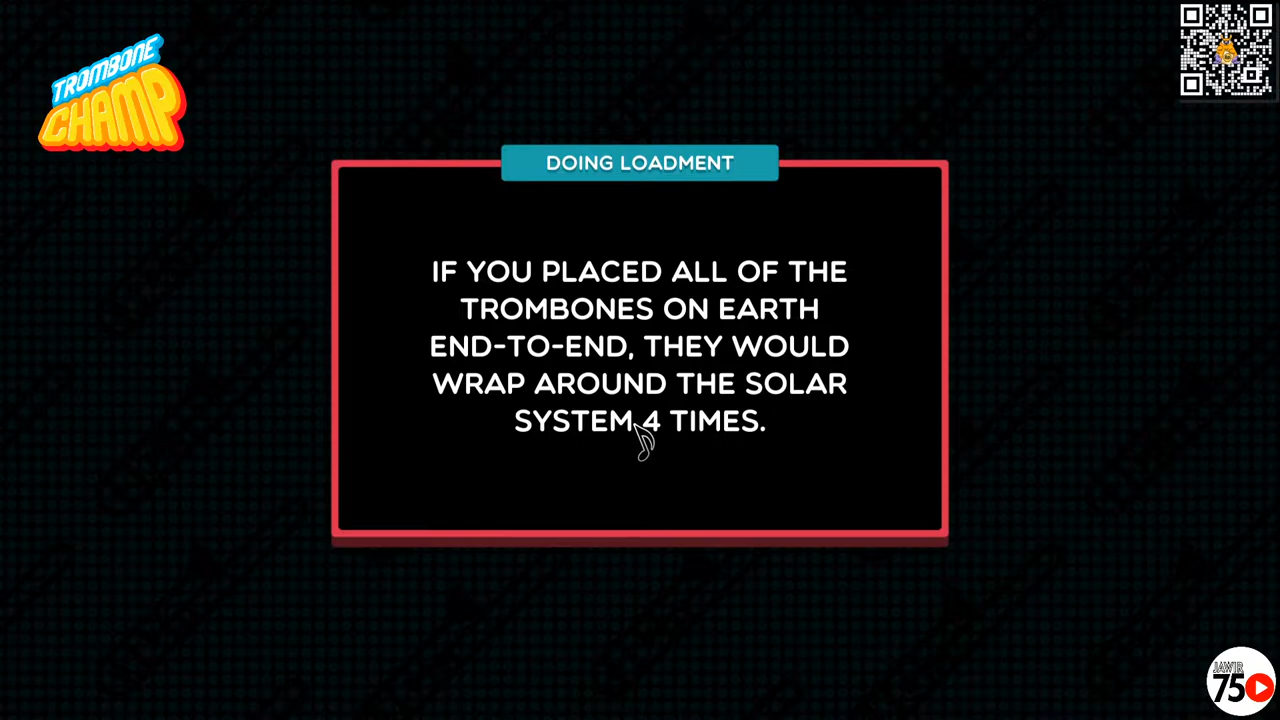 TROMBONE
CHAMP
DOING LOADMENT
IF YOU PLACED ALL OF THE
TROMBONES ON EARTH
END-TO-END, THEY WOULD
WRAP AROUND THE SOLAR
SYSTEM 4 TIMES.
JAWIR
75